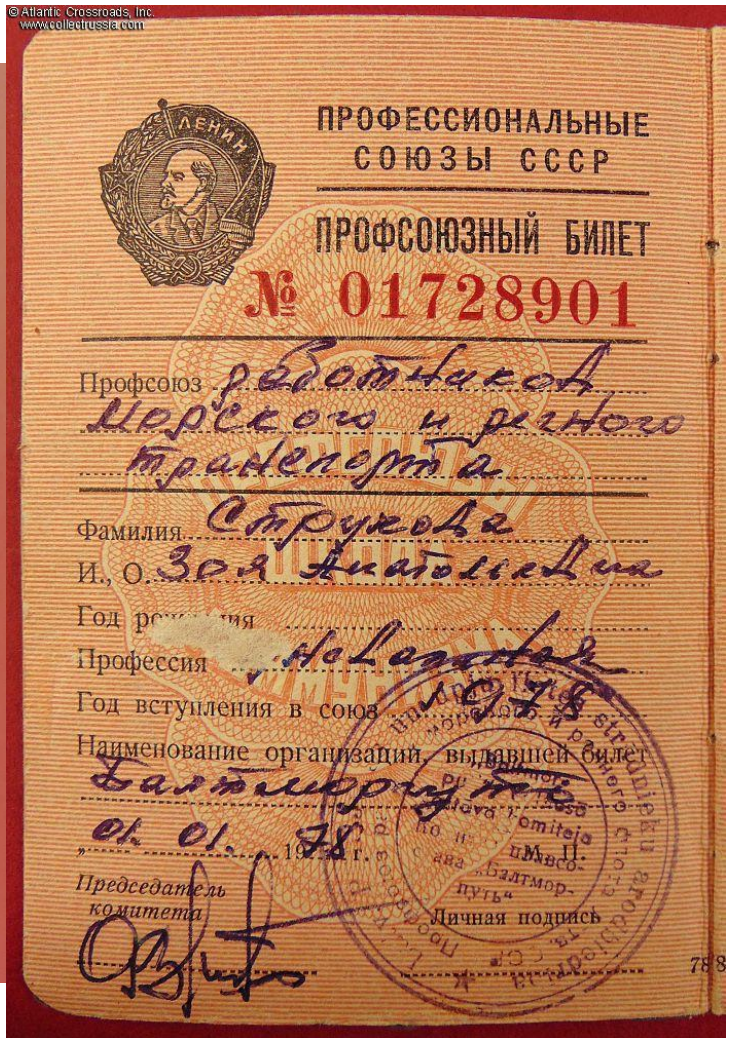 © Atlantic Crossroads, Inc.
www.collectrussia.com
ЛЕНИН
ПРОФЕССИОНАЛЬНЫЕ
СОЮЗЫ СССР
ПРОФСОЮЗНЫЙ БИЛЕТ
№ 01728901
Профсоюз работников
морского и речного
транспорта
Фамилия Струкова
И., О. Зоя Анатольевна
Год рождения
Профессия
Год вступления в союз 1978
Наименование организации, выдавшей билет
Балтморпуть
„01. 01. 1978 г. М. П.
Председатель
комитета
Личная подпись
788